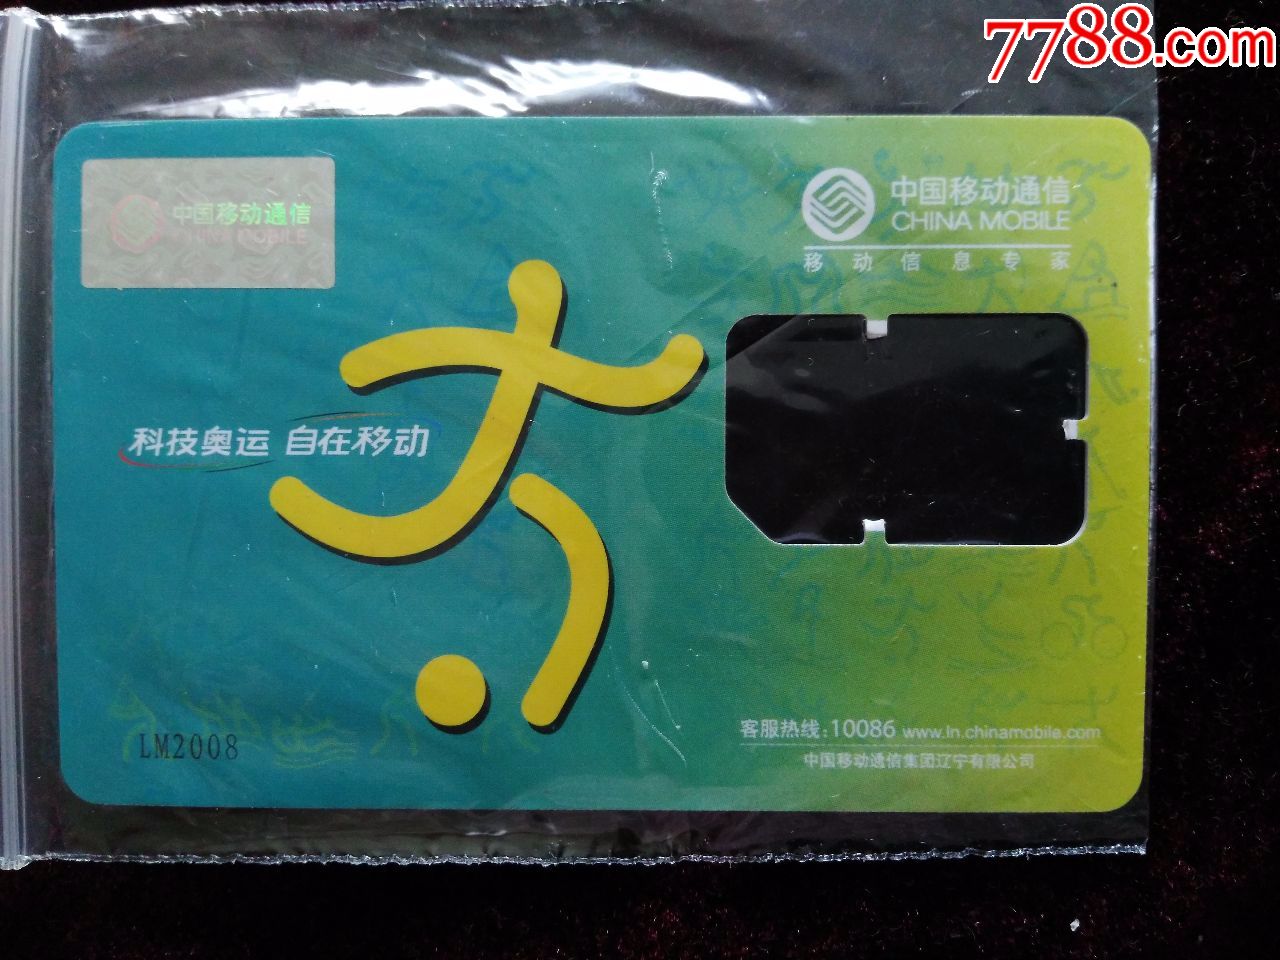 7788.com
中国移动通信
CHINA MOBILE
中国移动通信
CHINA MOBILE
移动信息专家
科技奥运 自在移动
LM2008
客服热线:10086 www.ln.chinamobile.com
中国移动通信集团辽宁有限公司